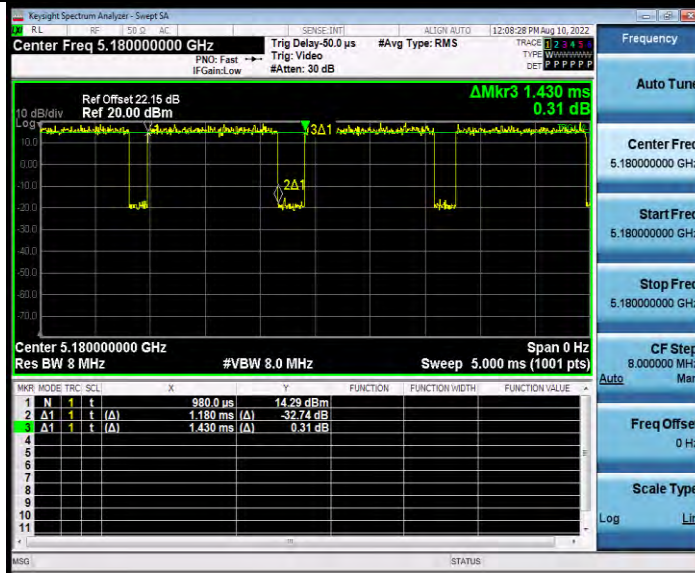 Keysight Spectrum Analyzer - Swept SA
RL RF 50 Ω AC SENSE:INT ALIGN AUTO 12:08:28 PM Aug 10, 2022
Center Freq 5.180000000 GHz
PNO: Fast
IFGain:Low
Trig Delay-50.0 µs
Trig: Video
#Atten: 30 dB
#Avg Type: RMS
TRACE 1 2 3 4 5 6
TYPE WWWWWW
DET P P P P P P
ΔMkr3 1.430 ms
0.31 dB
Ref Offset 22.15 dB
10 dB/div Ref 20.00 dBm
Log
3Δ1
10.0
0.00
2Δ1
-10.0
-20.0
-30.0
-40.0
-50.0
-60.0
-70.0
Center 5.180000000 GHz Span 0 Hz
Res BW 8 MHz #VBW 8.0 MHz Sweep 5.000 ms (1001 pts)
MKR MODE TRC SCL X Y FUNCTION FUNCTION WIDTH FUNCTION VALUE
1 N 1 t 980.0 µs 14.29 dBm
2 Δ1 1 t (Δ) 1.180 ms (Δ) -32.74 dB
3 Δ1 1 t (Δ) 1.430 ms (Δ) 0.31 dB
4
5
6
7
8
9
10
11
MSG STATUS
Frequency
Auto Tune
Center Freq
5.180000000 GHz
Start Freq
5.180000000 GHz
Stop Freq
5.180000000 GHz
CF Step
8.000000 MHz
Auto Man
Freq Offset
0 Hz
Scale Type
Log Lin